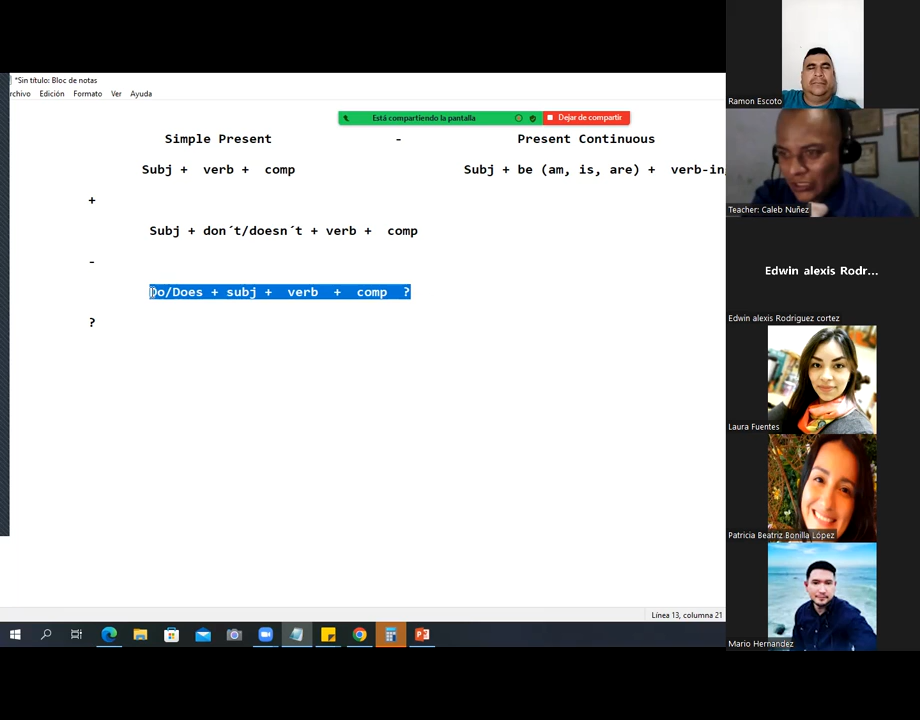 *Sin título: Bloc de notas
rchivo Edición Formato Ver Ayuda
Está compartiendo la pantalla Dejar de compartir
Simple Present - Present Continuous
Subj + verb + comp Subj + be (am, is, are) + verb-in
+
Subj + don´t/doesn´t + verb + comp
-
Do/Does + subj + verb + comp ?
?
Línea 13, columna 21
Ramon Escoto
Teacher: Caleb Nuñez
Edwin alexis Rodr...
Edwin alexis Rodriguez cortez
Laura Fuentes
Patricia Beatriz Bonilla López
Mario Hernandez